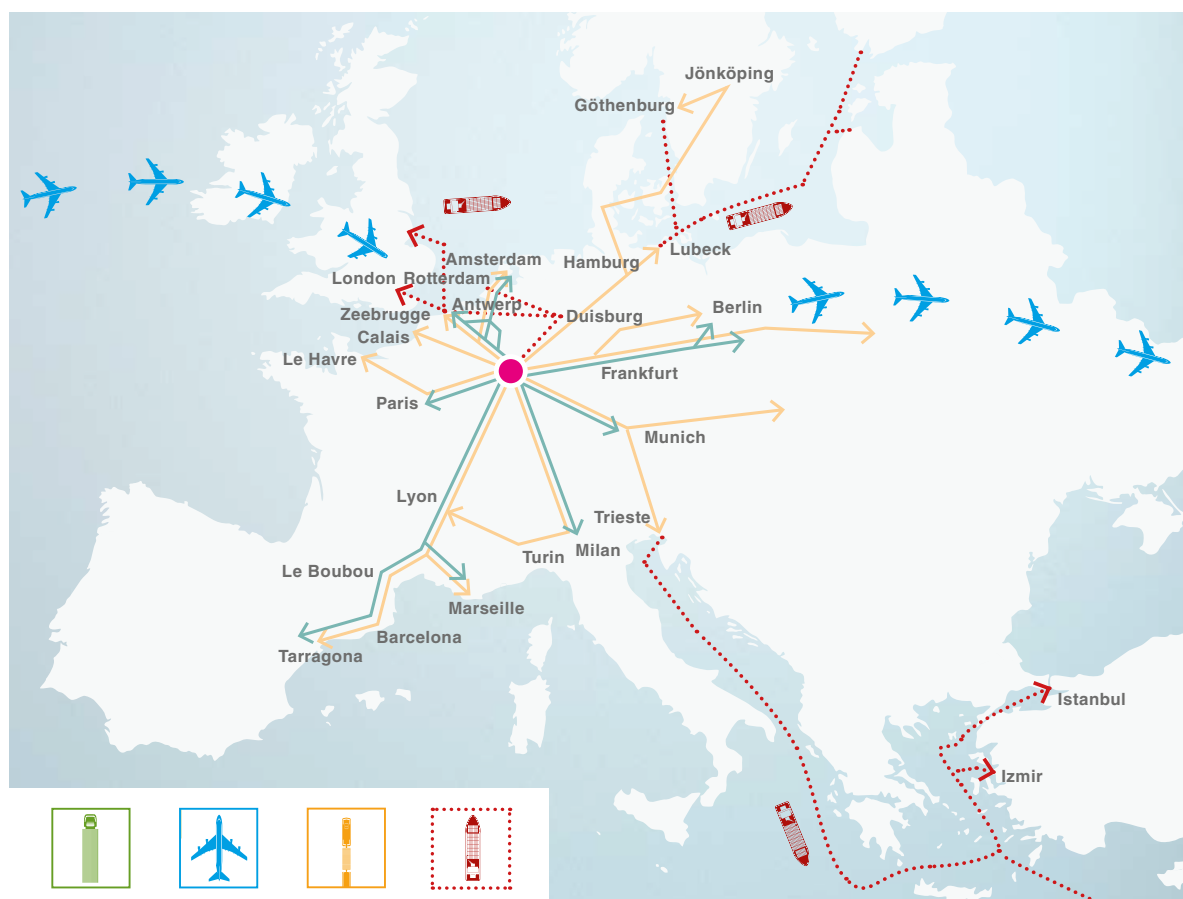 Jönköping
Göthenburg
Lubeck
Amsterdam
Hamburg
London
Rotterdam
Antwerp
Berlin
Zeebrugge
Duisburg
Calais
Le Havre
Frankfurt
Paris
Munich
Lyon
Trieste
Turin
Milan
Le Boubou
Marseille
Barcelona
Tarragona
Istanbul
Izmir